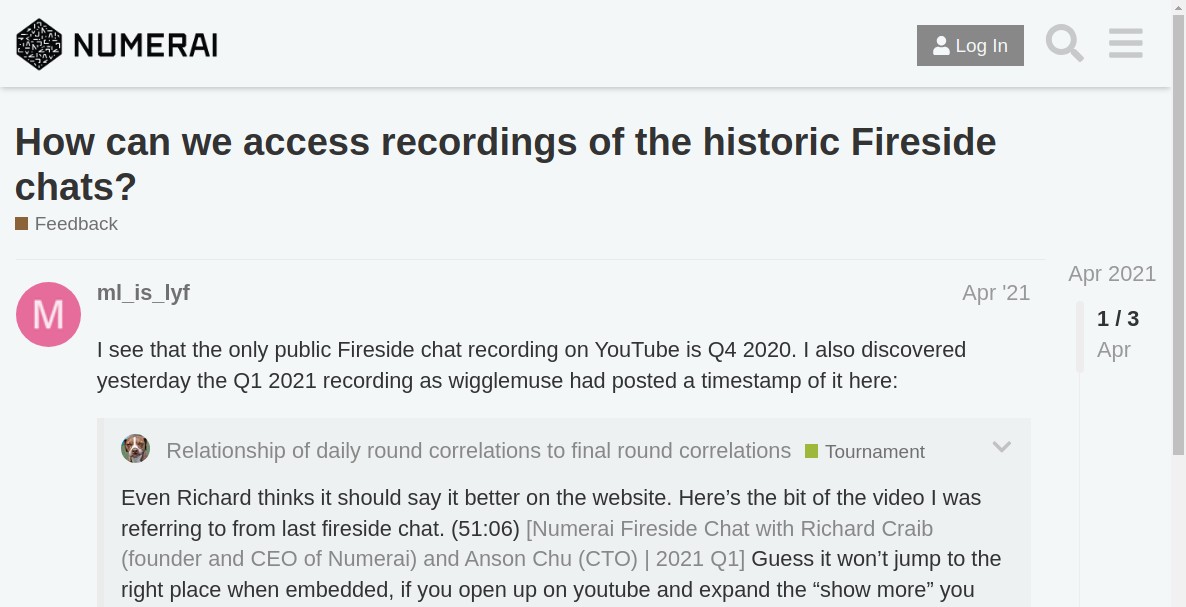 NUMERAI
Log In
How can we access recordings of the historic Fireside
chats?
Feedback
Apr 2021
M
ml_is_lyf
Apr '21
1 / 3
Apr
I see that the only public Fireside chat recording on YouTube is Q4 2020. I also discovered
yesterday the Q1 2021 recording as wigglemuse had posted a timestamp of it here:
Relationship of daily round correlations to final round correlations Tournament
Even Richard thinks it should say it better on the website. Here’s the bit of the video I was
referring to from last fireside chat. (51:06) [Numerai Fireside Chat with Richard Craib
(founder and CEO of Numerai) and Anson Chu (CTO) | 2021 Q1] Guess it won’t jump to the
right place when embedded, if you open up on youtube and expand the “show more” you